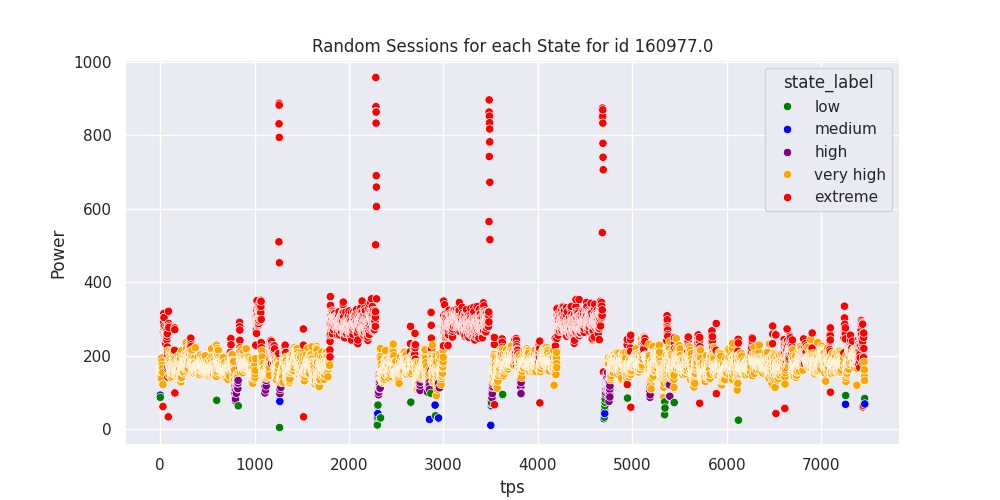 Random Sessions for each State for id 160977.0
1000
800
600
400
200
0
Power
0
1000
2000
3000
4000
5000
6000
7000
tps
state_label
low
medium
high
very high
extreme